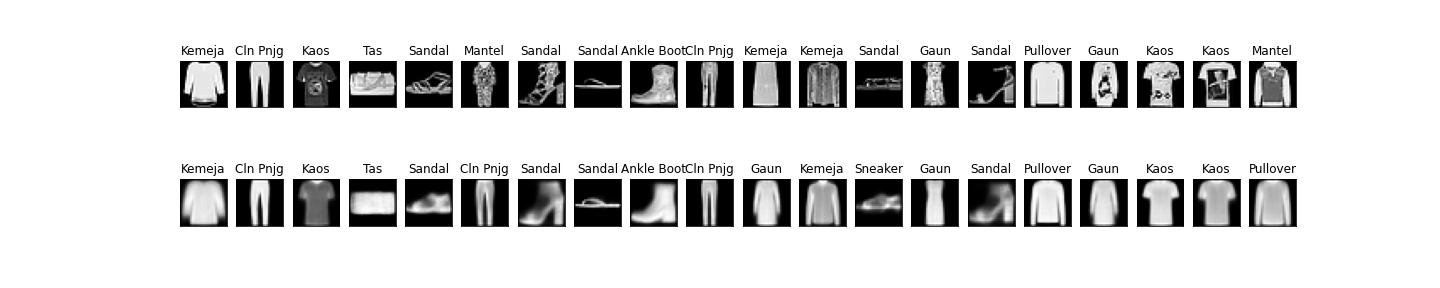 Kemeja Cln Pnjg Kaos Tas Sandal Mantel Sandal Sandal Ankle Boot Cln Pnjg Kemeja Kemeja Sandal Gaun Sandal Pullover Gaun Kaos Kaos Mantel
Kemeja Cln Pnjg Kaos Tas Sandal Cln Pnjg Sandal Sandal Ankle Boot Cln Pnjg Gaun Kemeja Sneaker Gaun Sandal Pullover Gaun Kaos Kaos Pullover